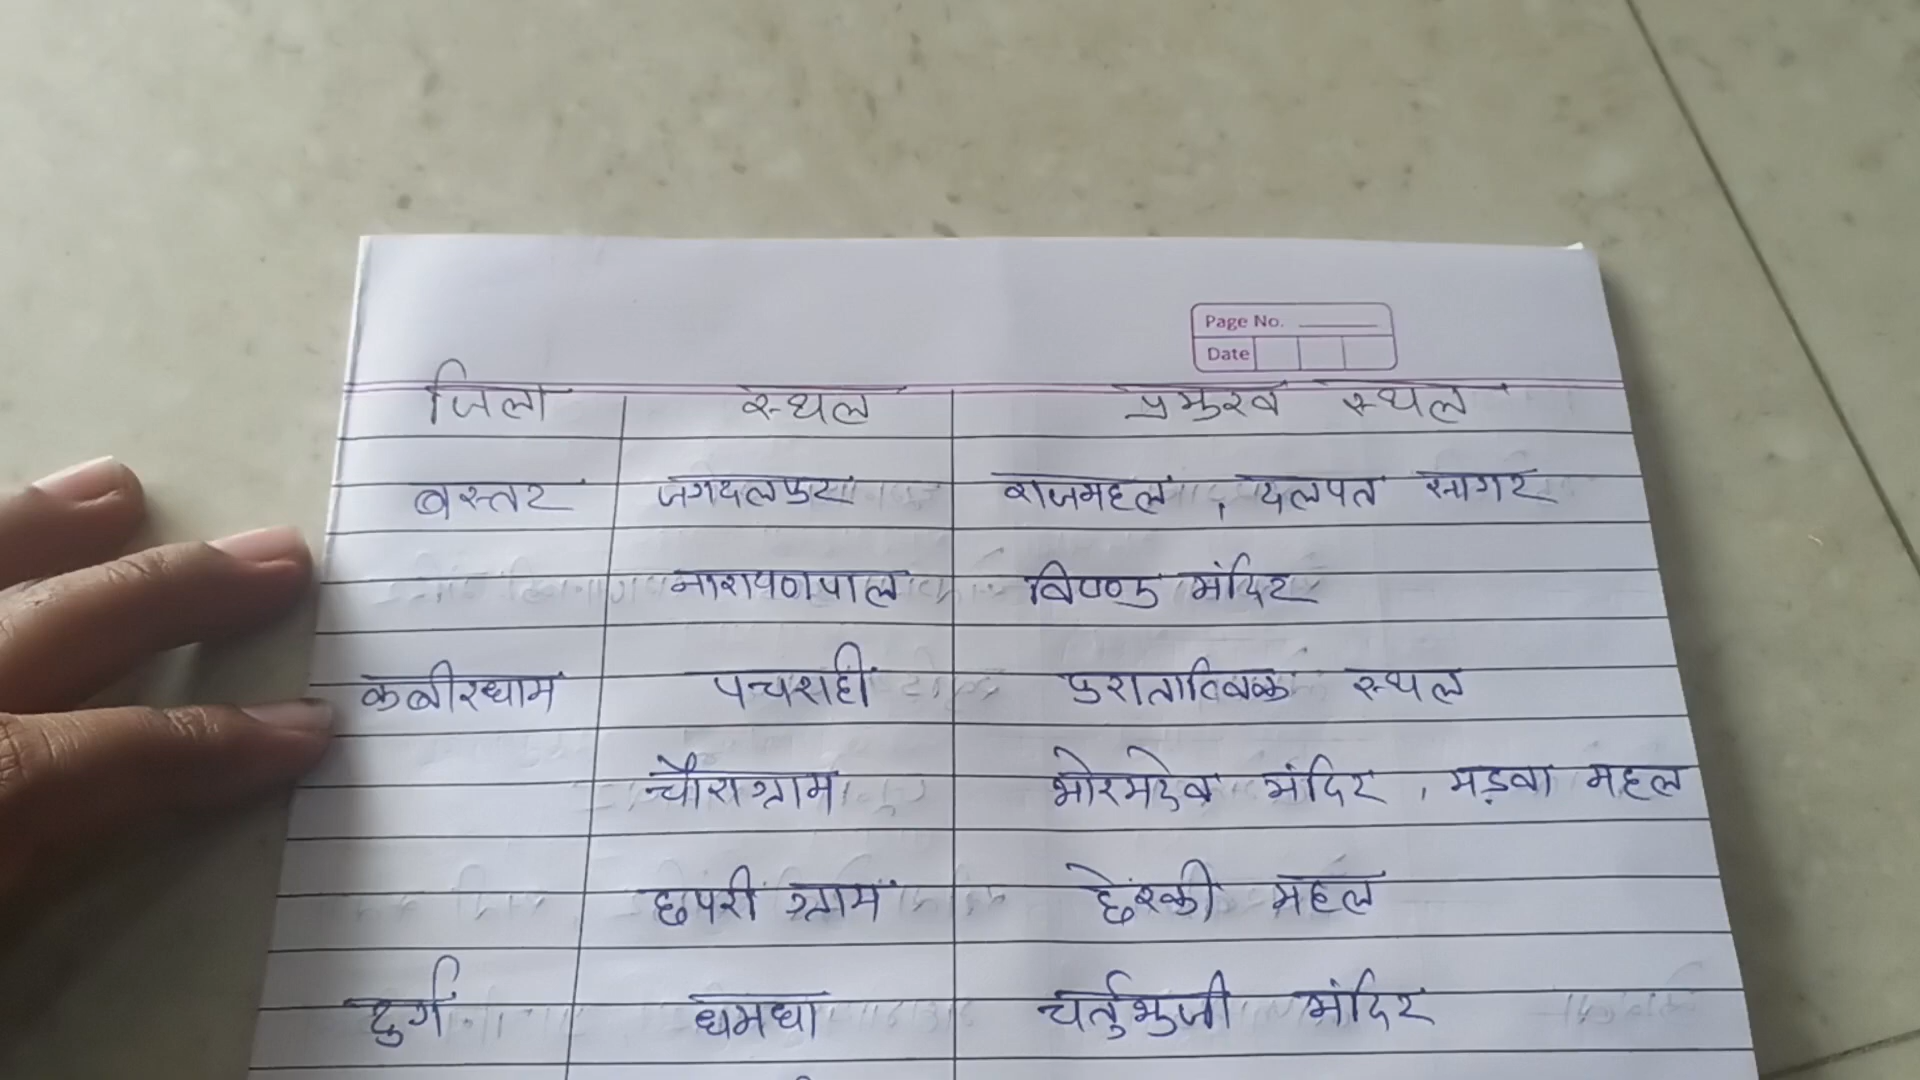 Page No.
Date
जिला स्थल प्रमुख स्थल
बस्तर जगदलपुर राजमहल, दलपत सागर
नारायणपाल विष्णु मंदिर
कबीरधाम पचराही पुरातात्विक स्थल
चौराग्राम भोरमदेव मंदिर, मड़वा महल
छपरी ग्राम छेरकी महल
दुर्ग धमधा चर्तुभुजी मंदिर